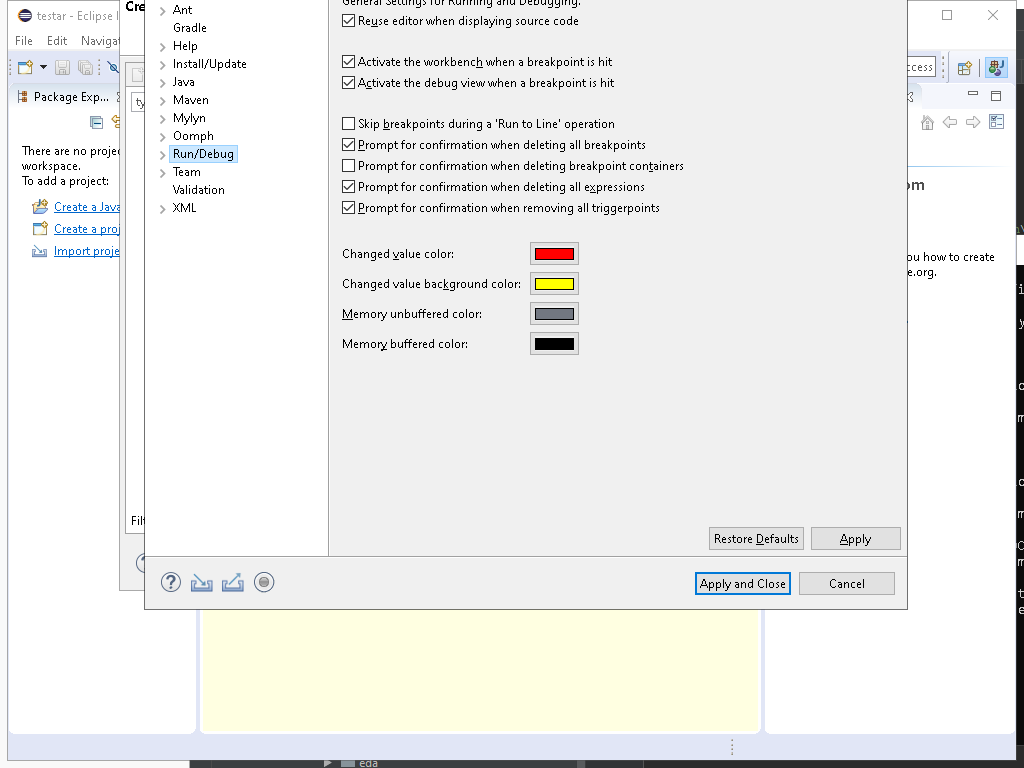 testar - Eclipse I
Cre
General Settings for Running and Debugging.
File Edit Navigat
Package Exp...
There are no proje
workspace.
To add a project:
Create a Java
Create a proj
Import proje
ty
Filt
Ant
Gradle
Help
Install/Update
Java
Maven
Mylyn
Oomph
Run/Debug
Team
Validation
XML
Reuse editor when displaying source code
Activate the workbench when a breakpoint is hit
Activate the debug view when a breakpoint is hit
Skip breakpoints during a 'Run to Line' operation
Prompt for confirmation when deleting all breakpoints
Prompt for confirmation when deleting breakpoint containers
Prompt for confirmation when deleting all expressions
Prompt for confirmation when removing all triggerpoints
Changed value color:
Changed value background color:
Memory unbuffered color:
Memory buffered color:
Restore Defaults Apply
Apply and Close Cancel
ccess
om
ou how to create
e.org.
eda